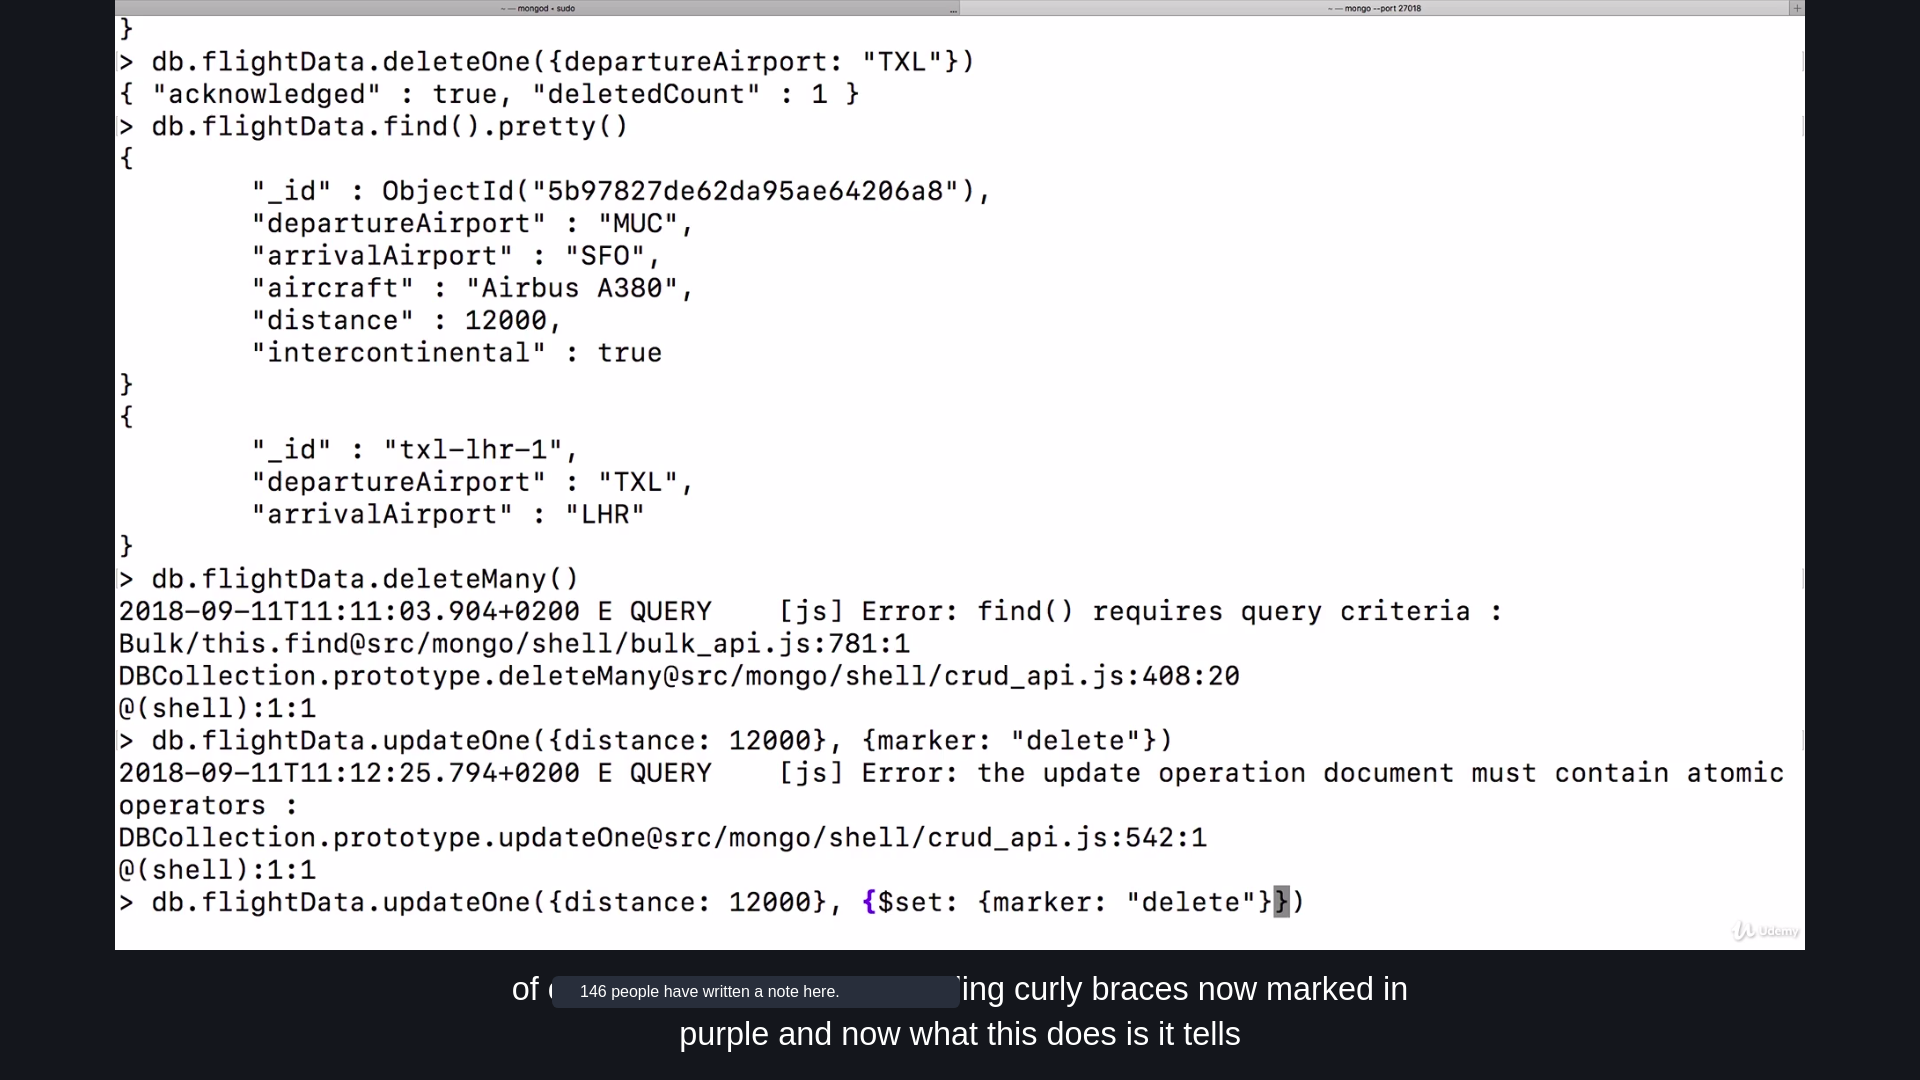 ~ — mongod • sudo
... ~ — mongo --port 27018 +
}
> db.flightData.deleteOne({departureAirport: "TXL"})
{ "acknowledged" : true, "deletedCount" : 1 }
> db.flightData.find().pretty()
{
"_id" : ObjectId("5b97827de62da95ae64206a8"),
"departureAirport" : "MUC",
"arrivalAirport" : "SFO",
"aircraft" : "Airbus A380",
"distance" : 12000,
"intercontinental" : true
}
{
"_id" : "txl-lhr-1",
"departureAirport" : "TXL",
"arrivalAirport" : "LHR"
}
> db.flightData.deleteMany()
2018-09-11T11:11:03.904+0200 E QUERY    [js] Error: find() requires query criteria :
Bulk/this.find@src/mongo/shell/bulk_api.js:781:1
DBCollection.prototype.deleteMany@src/mongo/shell/crud_api.js:408:20
@(shell):1:1
> db.flightData.updateOne({distance: 12000}, {marker: "delete"})
2018-09-11T11:12:25.794+0200 E QUERY    [js] Error: the update operation document must contain atomic
operators :
DBCollection.prototype.updateOne@src/mongo/shell/crud_api.js:542:1
@(shell):1:1
> db.flightData.updateOne({distance: 12000}, {$set: {marker: "delete"}})
Udemy
of ing curly braces now marked in
146 people have written a note here.
purple and now what this does is it tells